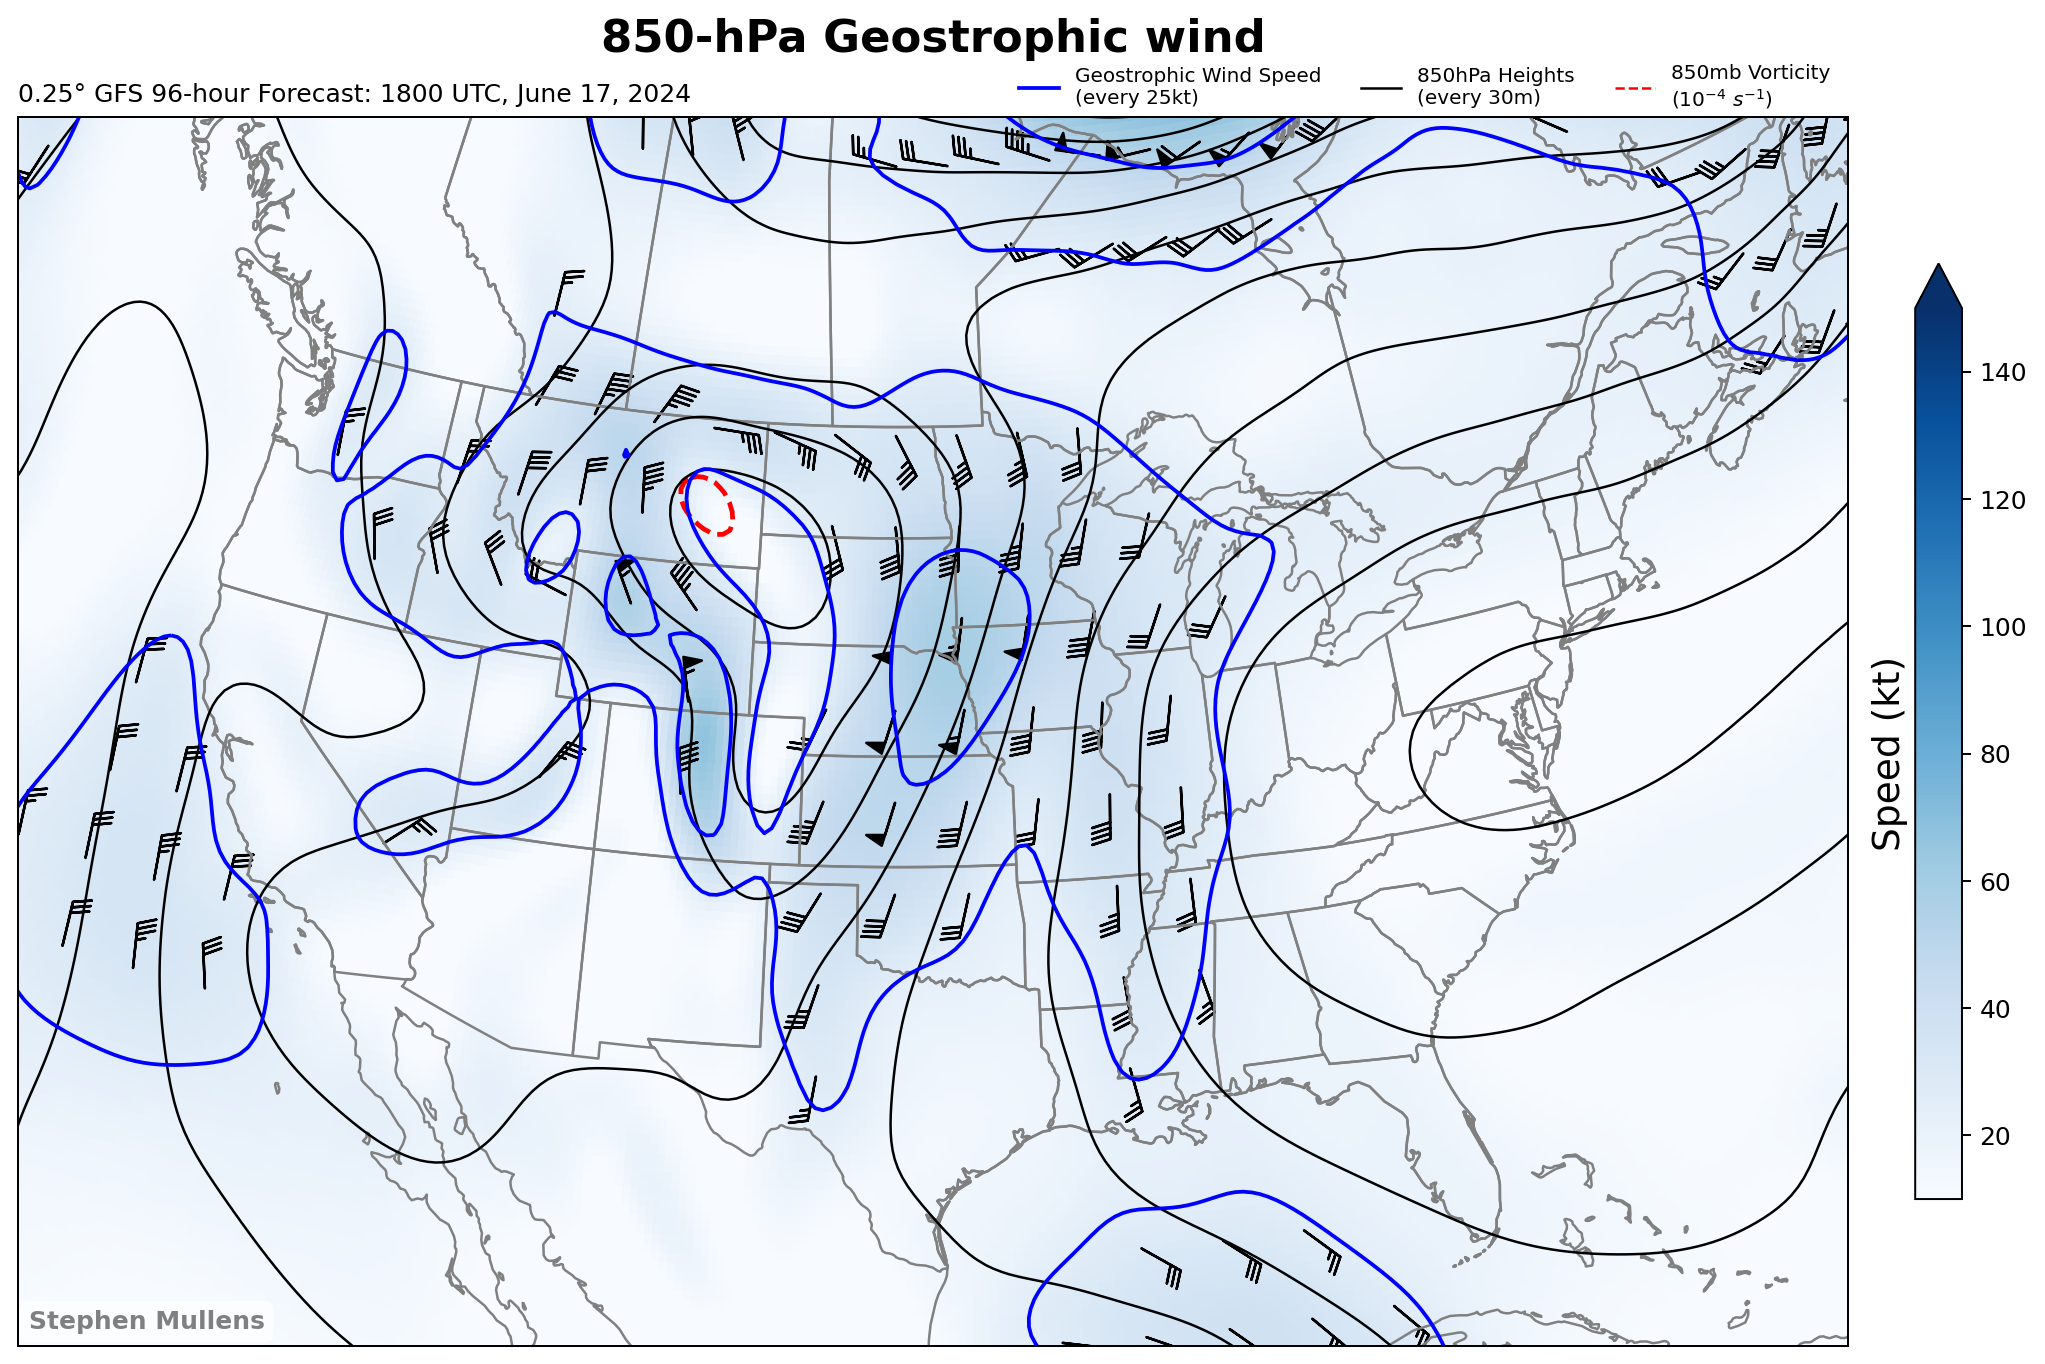 850-hPa Geostrophic wind
0.25° GFS 96-hour Forecast: 1800 UTC, June 17, 2024
Geostrophic Wind Speed
(every 25kt)
850hPa Heights
(every 30m)
850mb Vorticity
(10⁻⁴ s⁻¹)
140
120
100
80
60
40
20
Speed (kt)
Stephen Mullens